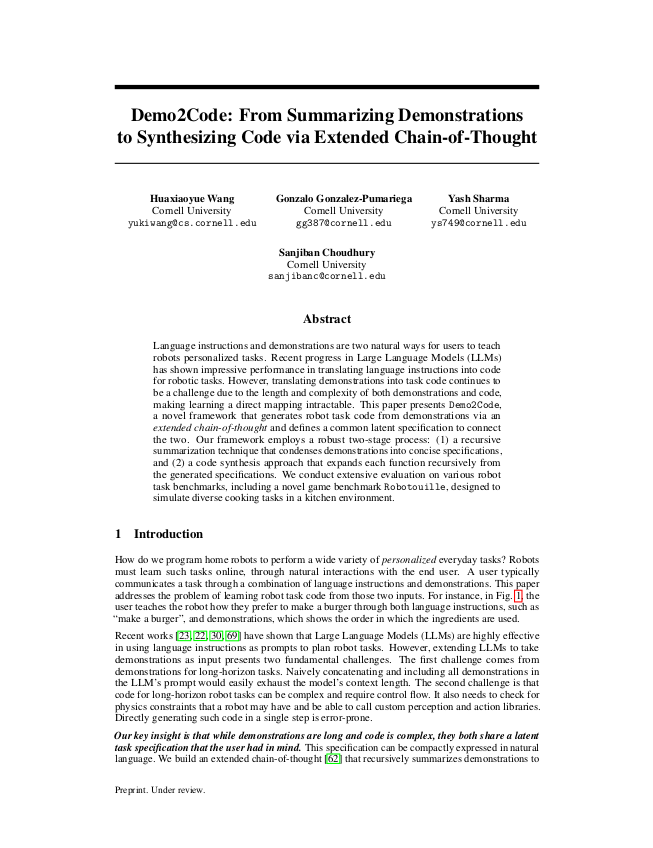 Demo2Code: From Summarizing Demonstrations
to Synthesizing Code via Extended Chain-of-Thought
Huaxiaoyue Wang
Cornell University
yukiwang@cs.cornell.edu
Gonzalo Gonzalez-Pumariega
Cornell University
gg387@cornell.edu
Yash Sharma
Cornell University
ys749@cornell.edu
Sanjiban Choudhury
Cornell University
sanjibanc@cornell.edu
Abstract
Language instructions and demonstrations are two natural ways for users to teach
robots personalized tasks. Recent progress in Large Language Models (LLMs)
has shown impressive performance in translating language instructions into code
for robotic tasks. However, translating demonstrations into task code continues to
be a challenge due to the length and complexity of both demonstrations and code,
making learning a direct mapping intractable. This paper presents Demo2Code,
a novel framework that generates robot task code from demonstrations via an
extended chain-of-thought and defines a common latent specification to connect
the two. Our framework employs a robust two-stage process: (1) a recursive
summarization technique that condenses demonstrations into concise specifications,
and (2) a code synthesis approach that expands each function recursively from
the generated specifications. We conduct extensive evaluation on various robot
task benchmarks, including a novel game benchmark Robotouille, designed to
simulate diverse cooking tasks in a kitchen environment.
1 Introduction
How do we program home robots to perform a wide variety of personalized everyday tasks? Robots
must learn such tasks online, through natural interactions with the end user. A user typically
communicates a task through a combination of language instructions and demonstrations. This paper
addresses the problem of learning robot task code from those two inputs. For instance, in Fig. 1, the
user teaches the robot how they prefer to make a burger through both language instructions, such as
“make a burger”, and demonstrations, which shows the order in which the ingredients are used.
Recent works [23, 22, 30, 69] have shown that Large Language Models (LLMs) are highly effective
in using language instructions as prompts to plan robot tasks. However, extending LLMs to take
demonstrations as input presents two fundamental challenges. The first challenge comes from
demonstrations for long-horizon tasks. Naively concatenating and including all demonstrations in
the LLM’s prompt would easily exhaust the model’s context length. The second challenge is that
code for long-horizon robot tasks can be complex and require control flow. It also needs to check for
physics constraints that a robot may have and be able to call custom perception and action libraries.
Directly generating such code in a single step is error-prone.
Our key insight is that while demonstrations are long and code is complex, they both share a latent
task specification that the user had in mind. This specification can be compactly expressed in natural
language. We build an extended chain-of-thought [62] that recursively summarizes demonstrations to
Preprint. Under review.